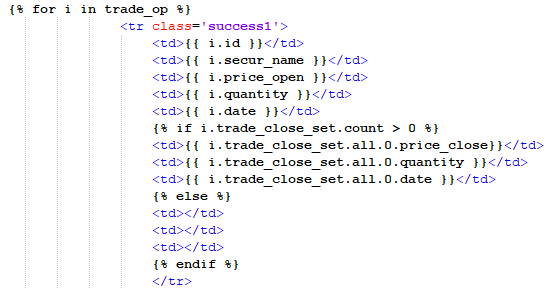 {% for i in trade_op %}
<tr class='success1'>
<td>{{ i.id }}</td>
<td>{{ i.secur_name }}</td>
<td>{{ i.price_open }}</td>
<td>{{ i.quantity }}</td>
<td>{{ i.date }}</td>
{% if i.trade_close_set.count > 0 %}
<td>{{ i.trade_close_set.all.0.price_close}}</td>
<td>{{ i.trade_close_set.all.0.quantity }}</td>
<td>{{ i.trade_close_set.all.0.date }}</td>
{% else %}
<td></td>
<td></td>
<td></td>
{% endif %}
</tr>